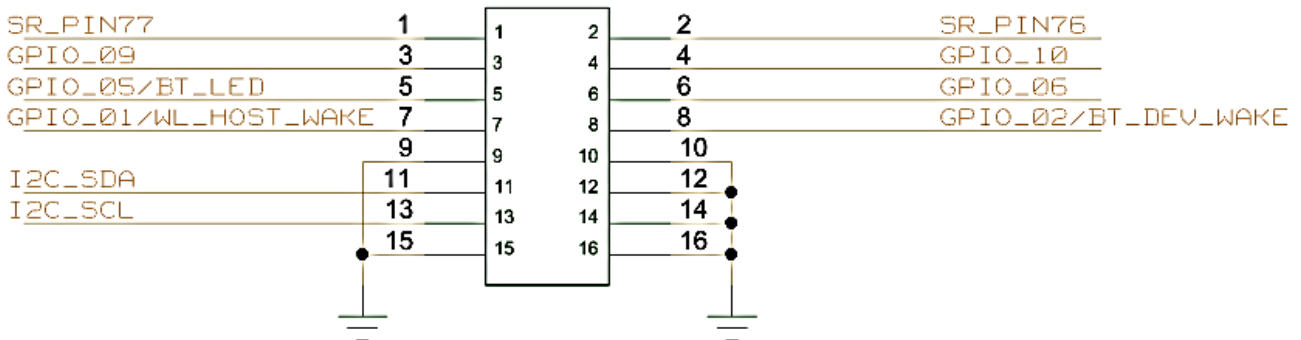 SR_PIN77 1 1 2 2 SR_PIN76
GPIO_09 3 3 4 4 GPIO_10
GPIO_05/BT_LED 5 5 6 6 GPIO_06
GPIO_01/WL_HOST_WAKE 7 7 8 8 GPIO_02/BT_DEV_WAKE
9 9 10 10
I2C_SDA 11 11 12 12
I2C_SCL 13 13 14 14
15 15 16 16